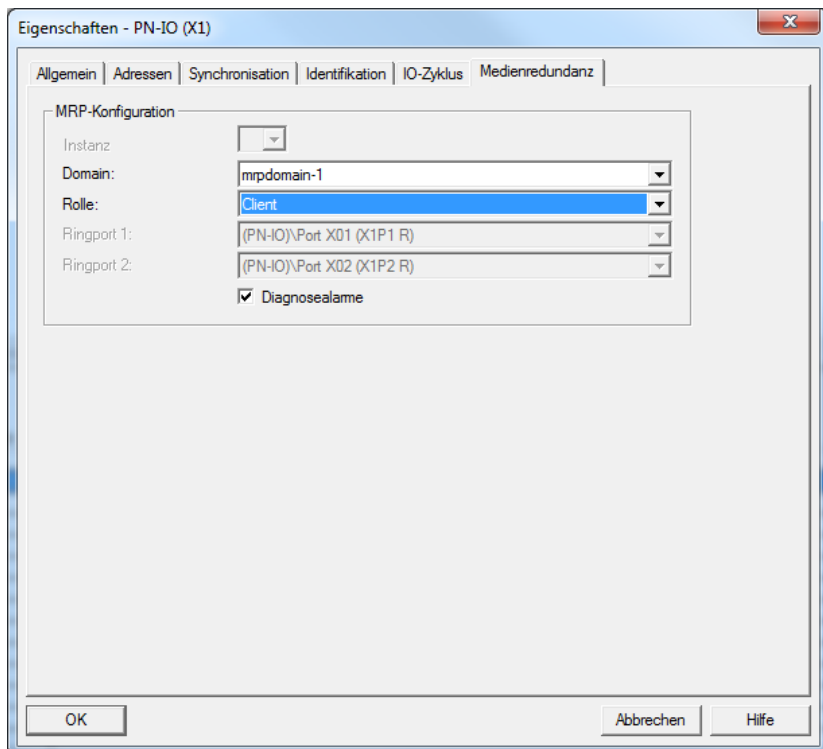 Eigenschaften - PN-IO (X1)
Allgemein Adressen Synchronisation Identifikation IO-Zyklus Medienredundanz
MRP-Konfiguration
Instanz
Domain: mrpdomain-1
Rolle: Client
Ringport 1: (PN-IO)\Port X01 (X1P1 R)
Ringport 2: (PN-IO)\Port X02 (X1P2 R)
Diagnosealarme
OK Abbrechen Hilfe